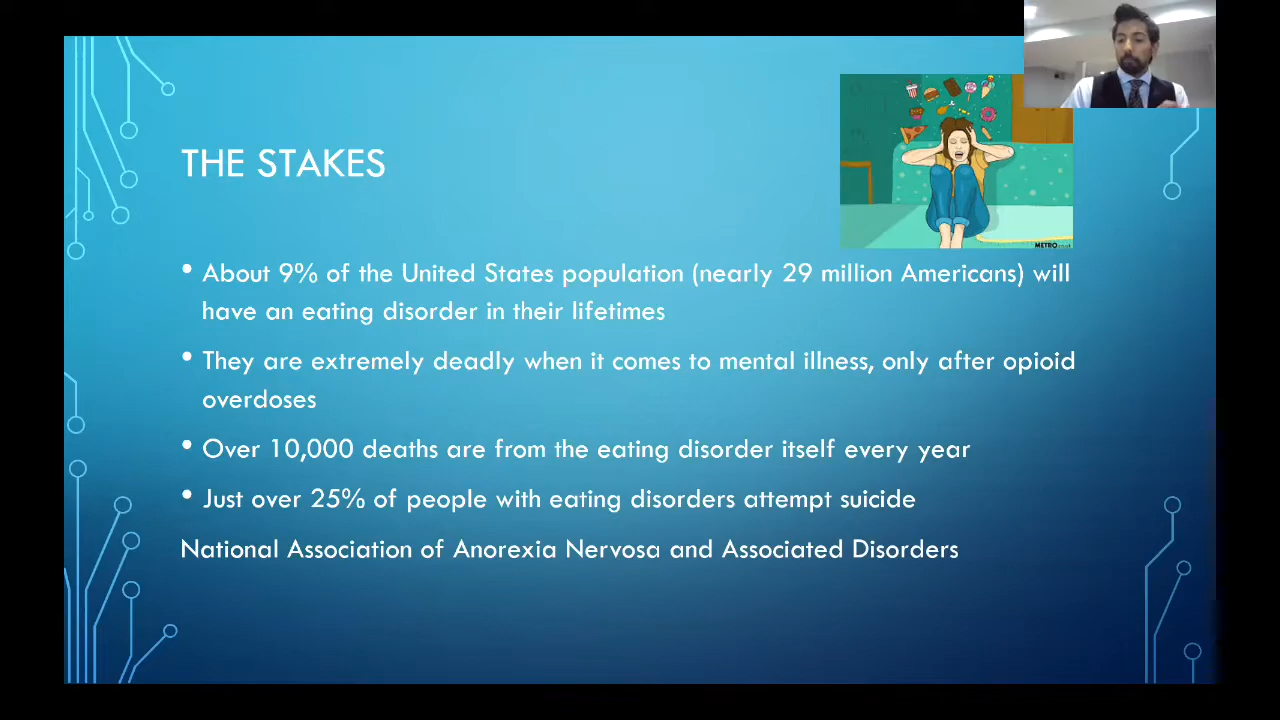 THE STAKES
METRO
• About 9% of the United States population (nearly 29 million Americans) will
have an eating disorder in their lifetimes
• They are extremely deadly when it comes to mental illness, only after opioid
overdoses
• Over 10,000 deaths are from the eating disorder itself every year
• Just over 25% of people with eating disorders attempt suicide
National Association of Anorexia Nervosa and Associated Disorders